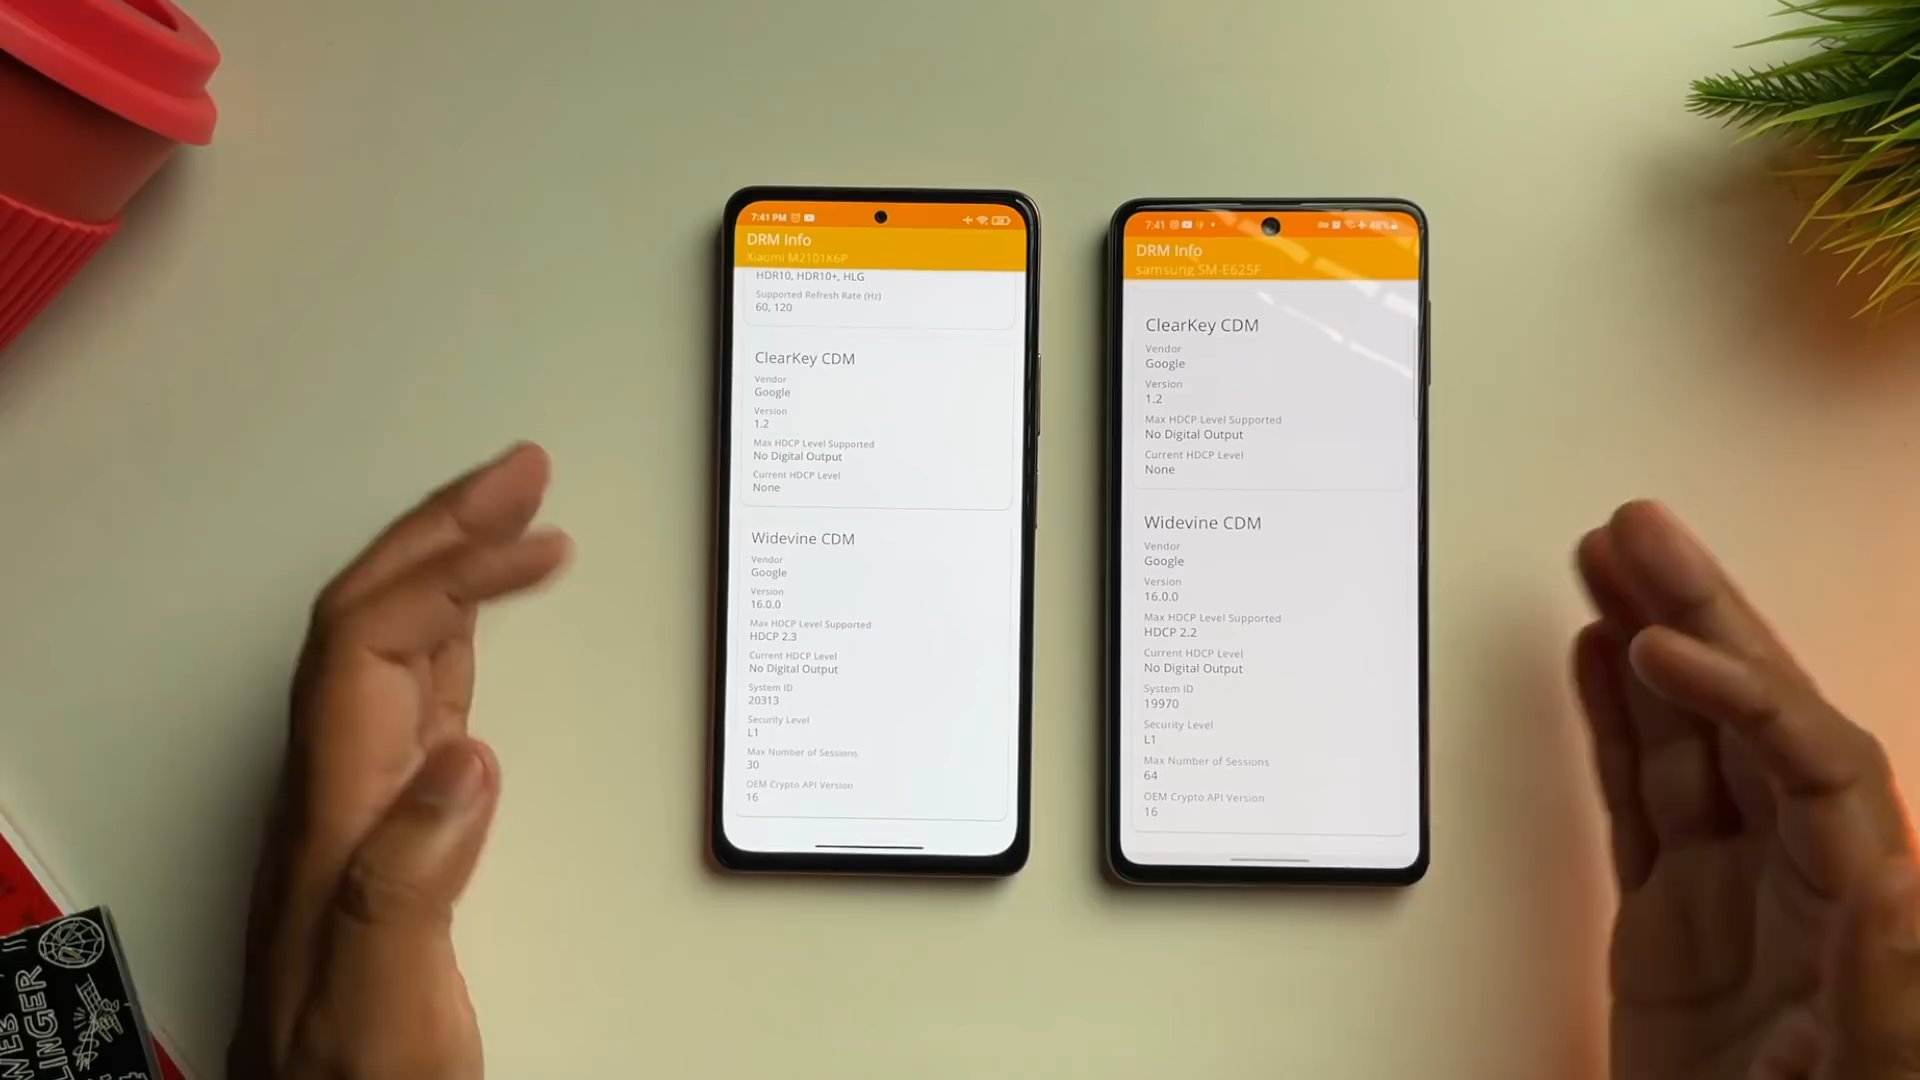 7:41 PM
DRM Info
Xiaomi M2101K6P
HDR10, HDR10+, HLG
Supported Refresh Rate (Hz)
60, 120
ClearKey CDM
Vendor
Google
Version
1.2
Max HDCP Level Supported
No Digital Output
Current HDCP Level
None
Widevine CDM
Vendor
Google
Version
16.0.0
Max HDCP Level Supported
HDCP 2.3
Current HDCP Level
No Digital Output
System ID
20313
Security Level
L1
Max Number of Sessions
30
OEM Crypto API Version
16
7:41
48%
DRM Info
samsung SM-E625F
ClearKey CDM
Vendor
Google
Version
1.2
Max HDCP Level Supported
No Digital Output
Current HDCP Level
None
Widevine CDM
Vendor
Google
Version
16.0.0
Max HDCP Level Supported
HDCP 2.2
Current HDCP Level
No Digital Output
System ID
19970
Security Level
L1
Max Number of Sessions
64
OEM Crypto API Version
16
WEB